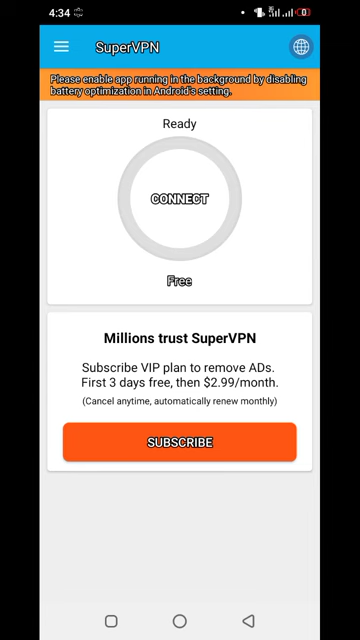 4:34
0
SuperVPN
Please enable app running in the background by disabling
battery optimization in Android's setting.
Ready
CONNECT
Free
Millions trust SuperVPN
Subscribe VIP plan to remove ADs.
First 3 days free, then $2.99/month.
(Cancel anytime, automatically renew monthly)
SUBSCRIBE